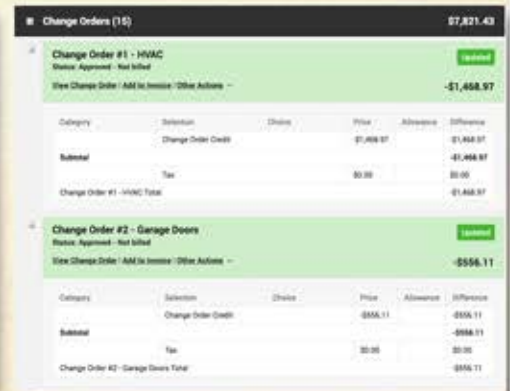 Change Orders (15) $7,821.43
Change Order #1 - HVAC Updated
Status: Approved - Not billed
View Change Order | Add to Invoice | Other Actions -$1,468.97
Category Selection Choice Price Allowance Difference
Change Order Credit -$1,468.97 -$1,468.97
Subtotal -$1,468.97
Tax $0.00 $0.00
Change Order #1 - HVAC Total -$1,468.97
Change Order #2 - Garage Doors Updated
Status: Approved - Not billed
View Change Order | Add to Invoice | Other Actions -$556.11
Category Selection Choice Price Allowance Difference
Change Order Credit -$556.11 -$556.11
Subtotal -$556.11
Tax $0.00 $0.00
Change Order #2 - Garage Doors Total -$556.11